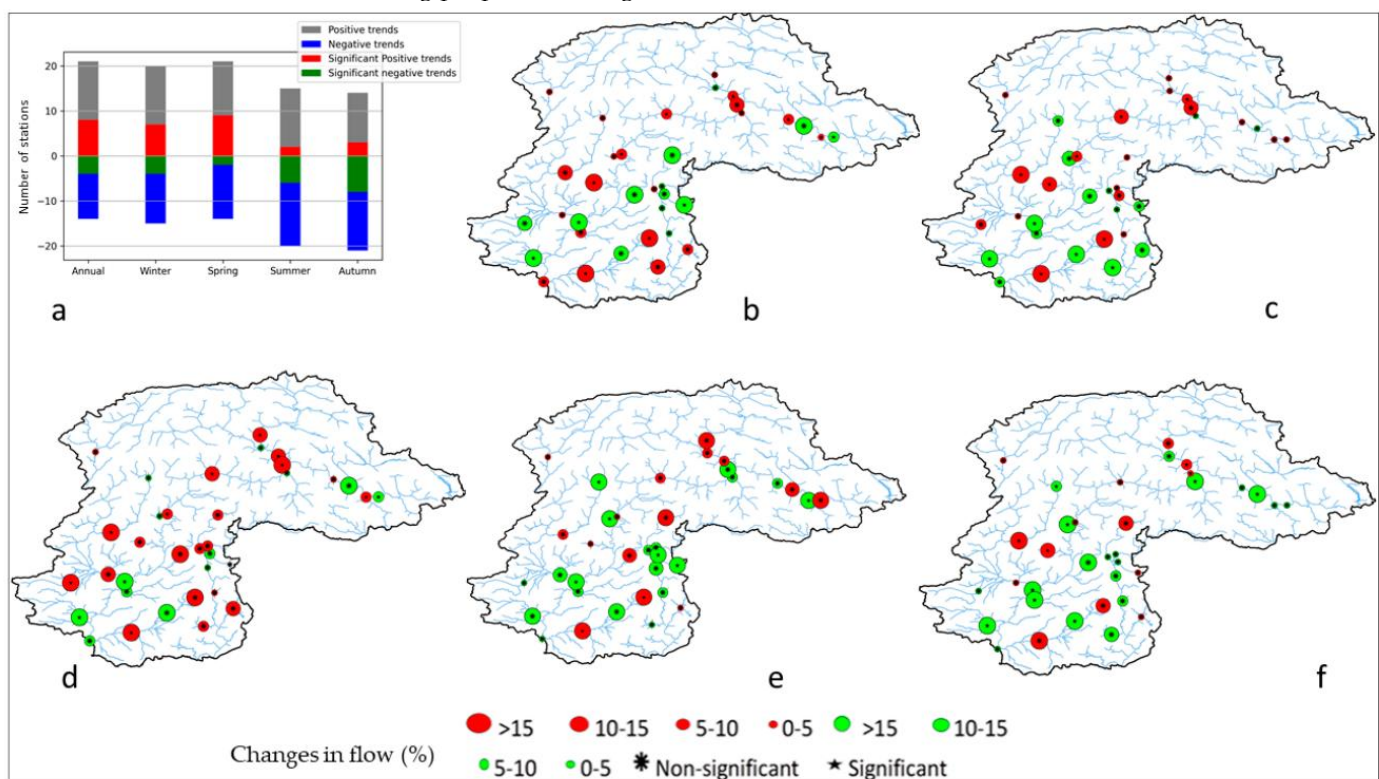 Positive trends
Negative trends
Significant Positive trends
Significant negative trends
Number of stations
20
10
0
−10
−20
Annual Winter Spring Summer Autumn
a
b
c
d
e
f
>15 10-15 5-10 0-5 >15 10-15
Changes in flow (%)
5-10 0-5 Non-significant Significant